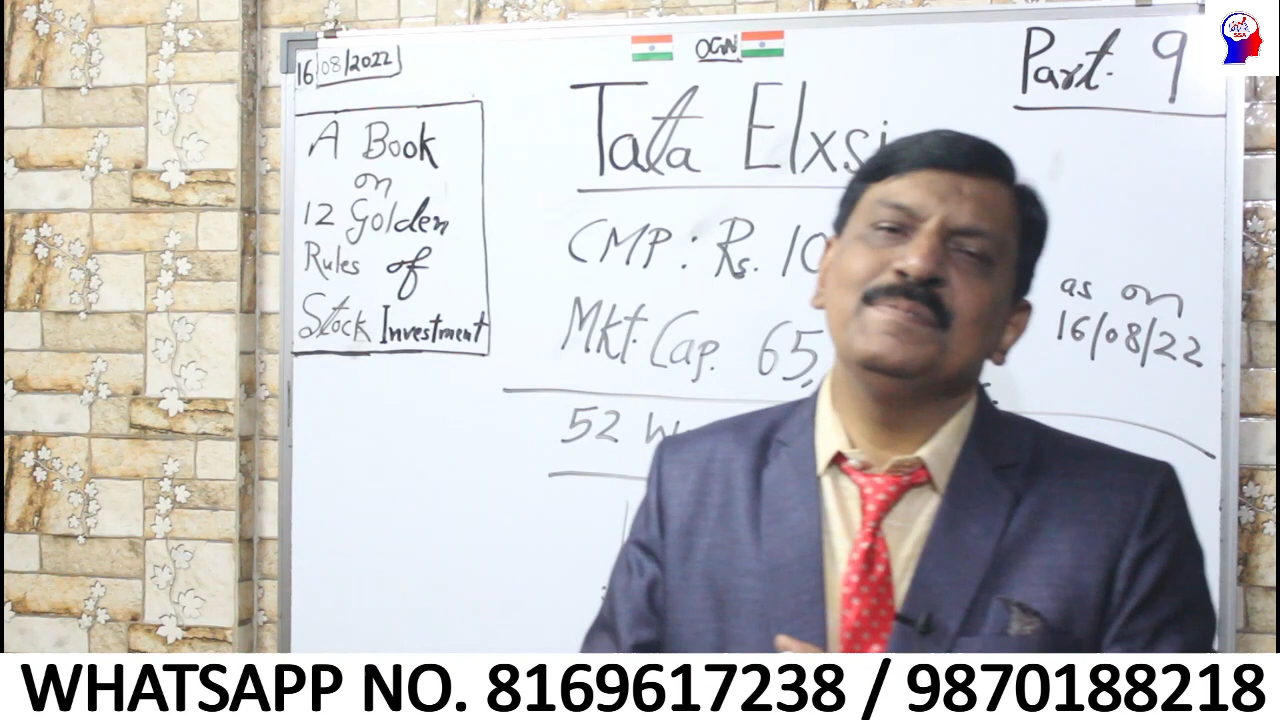 16/08/2022
OGW
Part. 9
A Book
on
12 Golden
Rules of
Stock Investment
Tata Elxsi
CMP: Rs. 10
Mkt. Cap. 65,
as on
16/08/22
52 W
WHATSAPP NO. 8169617238 / 9870188218